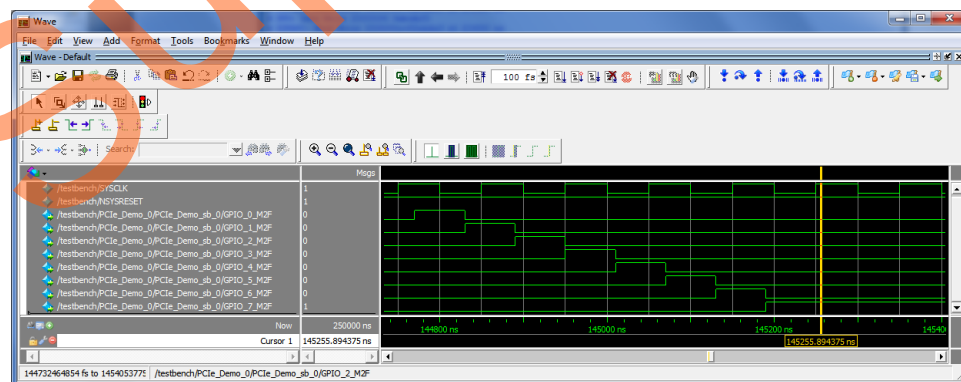 Wave
File Edit View Add Format Tools Bookmarks Window Help
Wave - Default
100 fs
Search:
Msgs
/testbench/SYSCLK 1
/testbench/NSYSRESET 1
/testbench/PCIe_Demo_0/PCIe_Demo_sb_0/GPIO_0_M2F 0
/testbench/PCIe_Demo_0/PCIe_Demo_sb_0/GPIO_1_M2F 0
/testbench/PCIe_Demo_0/PCIe_Demo_sb_0/GPIO_2_M2F 0
/testbench/PCIe_Demo_0/PCIe_Demo_sb_0/GPIO_3_M2F 0
/testbench/PCIe_Demo_0/PCIe_Demo_sb_0/GPIO_4_M2F 0
/testbench/PCIe_Demo_0/PCIe_Demo_sb_0/GPIO_5_M2F 0
/testbench/PCIe_Demo_0/PCIe_Demo_sb_0/GPIO_6_M2F 0
/testbench/PCIe_Demo_0/PCIe_Demo_sb_0/GPIO_7_M2F 1
Now 250000 ns 144800 ns 145000 ns 145200 ns 14540
Cursor 1 145255.894375 ns 145255.894375 ns
144732464854 fs to 145405377 /testbench/PCIe_Demo_0/PCIe_Demo_sb_0/GPIO_2_M2F